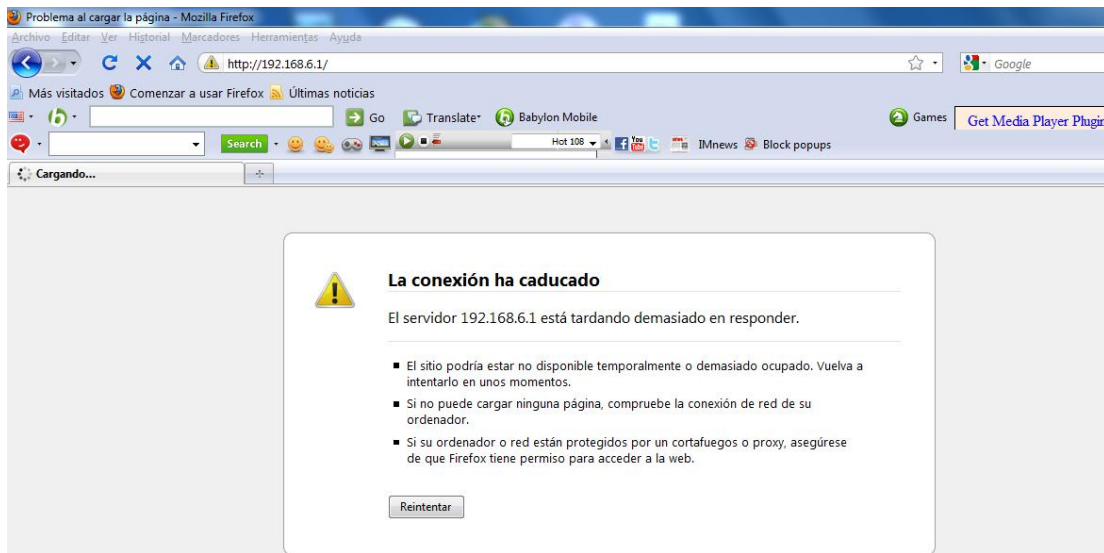 Problema al cargar la página - Mozilla Firefox
Archivo Editar Ver Historial Marcadores Herramientas Ayuda
http://192.168.6.1/
Google
Más visitados Comenzar a usar Firefox Últimas noticias
Go Translate Babylon Mobile Games Get Media Player Plugin
Search Hot 108 You Tube IMnews Block popups
Cargando...
La conexión ha caducado
El servidor 192.168.6.1 está tardando demasiado en responder.
El sitio podría estar no disponible temporalmente o demasiado ocupado. Vuelva a
intentarlo en unos momentos.
Si no puede cargar ninguna página, compruebe la conexión de red de su
ordenador.
Si su ordenador o red están protegidos por un cortafuegos o proxy, asegúrese
de que Firefox tiene permiso para acceder a la web.
Reintentar